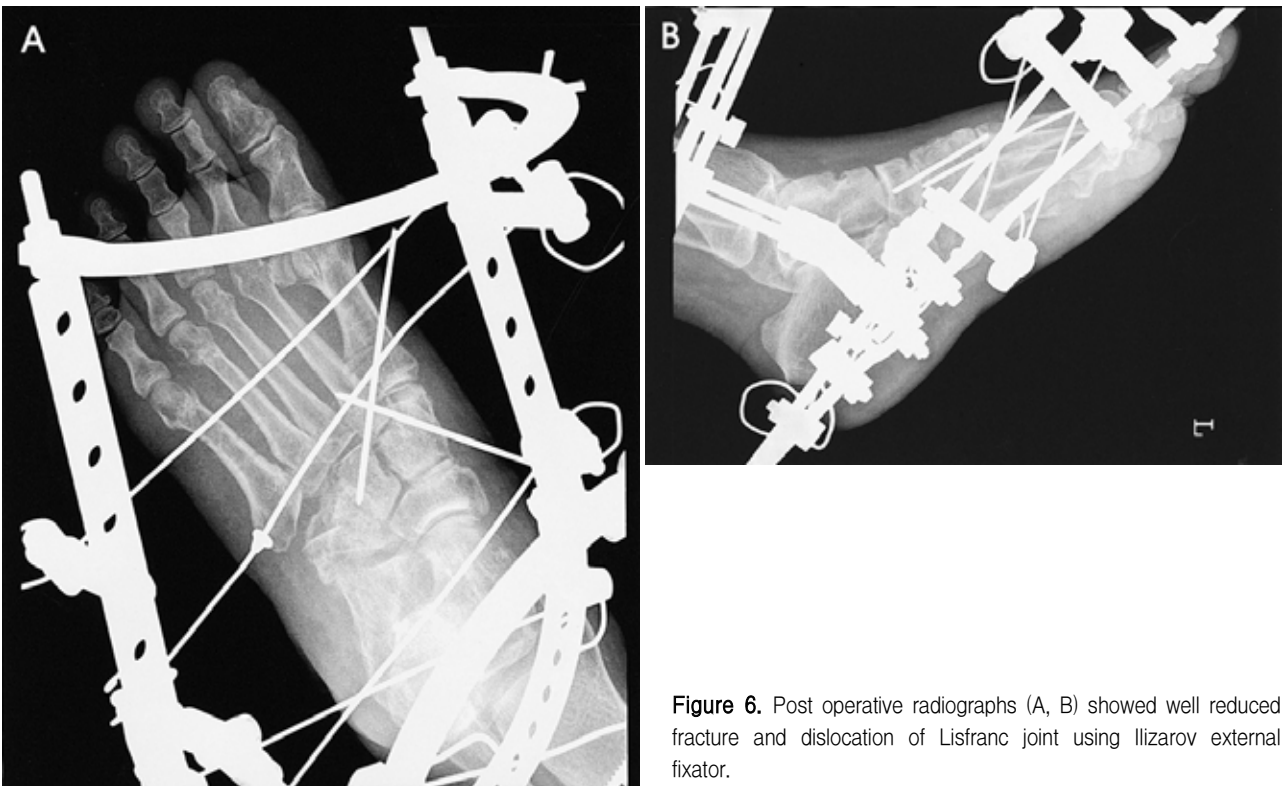 A
B
L
Figure 6. Post operative radiographs (A, B) showed well reduced
fracture and dislocation of Lisfranc joint using Ilizarov external
fixator.